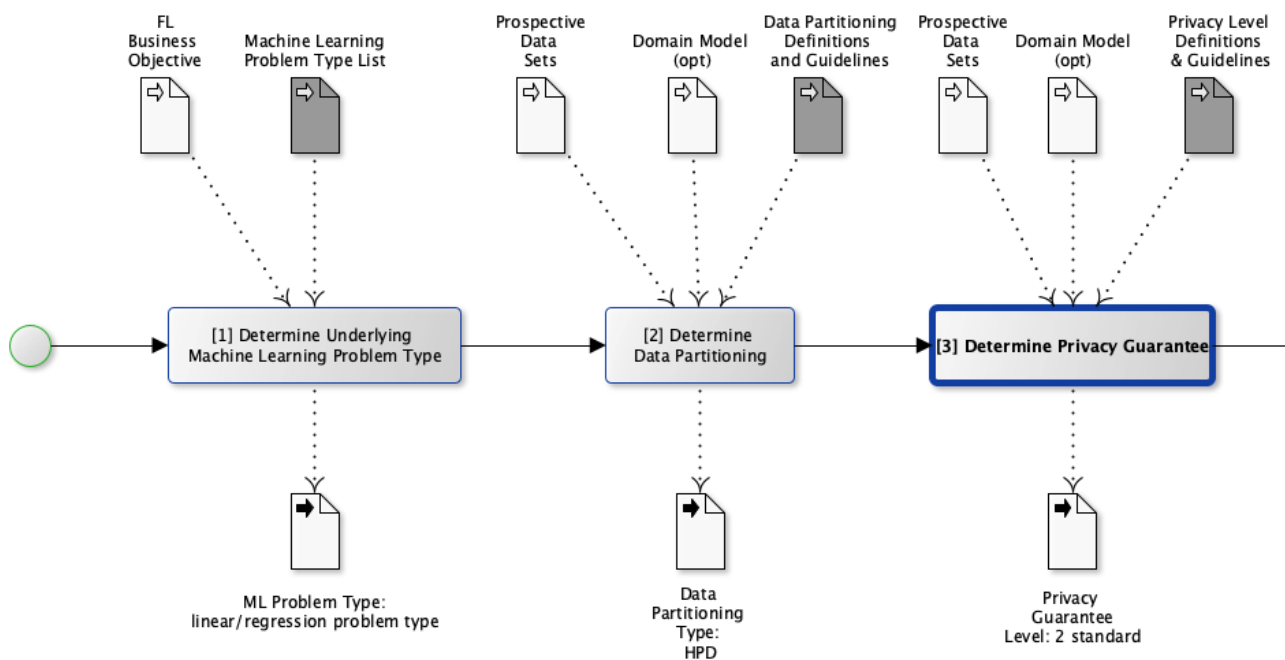 FL
Business
Objective
Machine Learning
Problem Type List
Prospective
Data
Sets
Domain Model
(opt)
Data Partitioning
Definitions
and Guidelines
Prospective
Data
Sets
Domain Model
(opt)
Privacy Level
Definitions
& Guidelines
[1] Determine Underlying
Machine Learning Problem Type
[2] Determine
Data Partitioning
[3] Determine Privacy Guarantee
ML Problem Type:
linear/regression problem type
Data
Partitioning
Type:
HPD
Privacy
Guarantee
Level: 2 standard